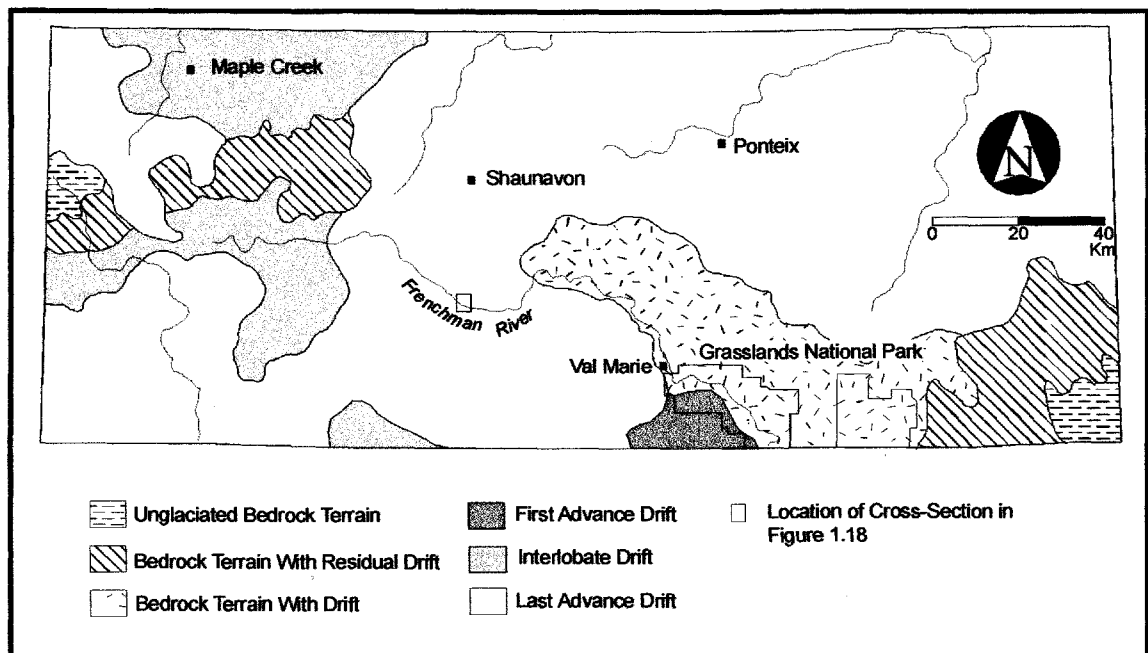 Maple Creek
Ponteix
N
Shaunavon
0 20 40
Km
Frenchman River
Val Marie
Grasslands National Park
Unglaciated Bedrock Terrain
Bedrock Terrain With Residual Drift
Bedrock Terrain With Drift
First Advance Drift
Interlobate Drift
Last Advance Drift
Location of Cross-Section in
Figure 1.18